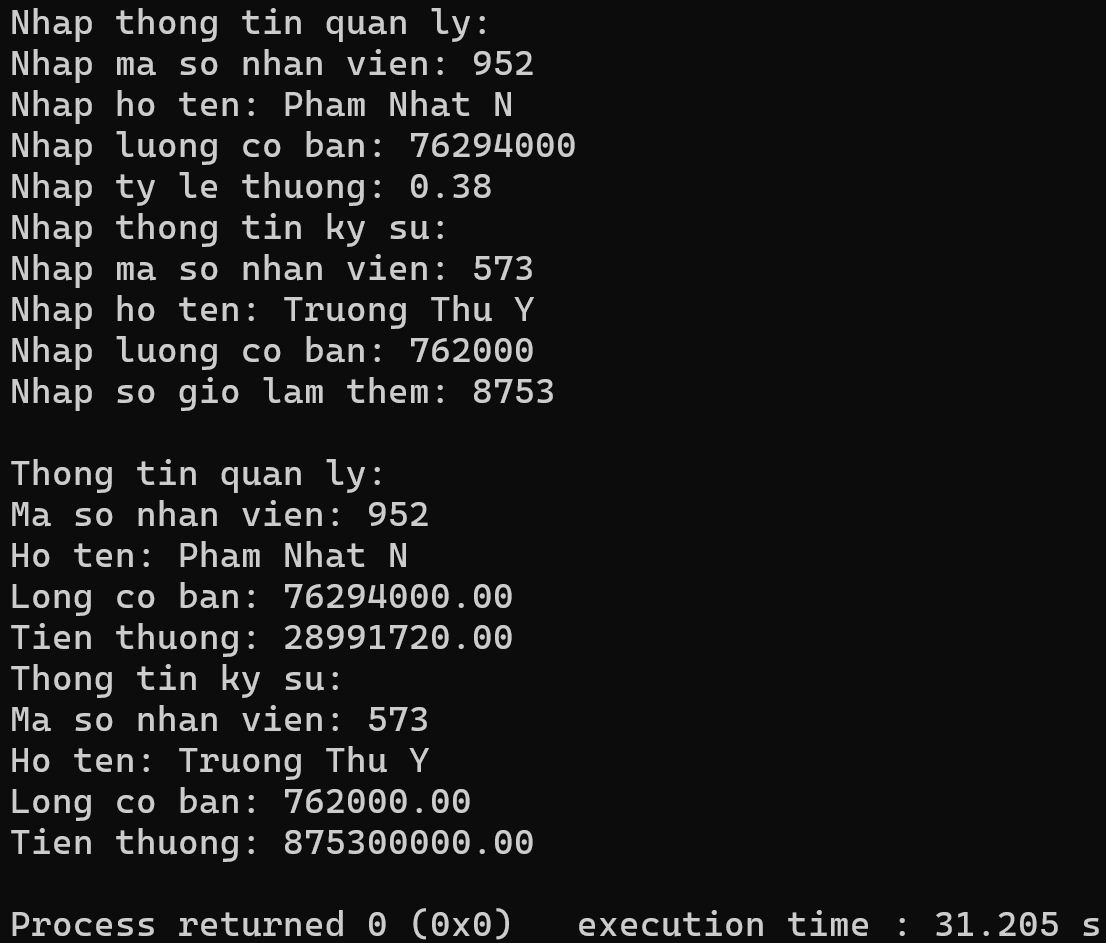 Nhap thong tin quan ly:
Nhap ma so nhan vien: 952
Nhap ho ten: Pham Nhat N
Nhap luong co ban: 76294000
Nhap ty le thuong: 0.38
Nhap thong tin ky su:
Nhap ma so nhan vien: 573
Nhap ho ten: Truong Thu Y
Nhap luong co ban: 762000
Nhap so gio lam them: 8753
Thong tin quan ly:
Ma so nhan vien: 952
Ho ten: Pham Nhat N
Long co ban: 76294000.00
Tien thuong: 28991720.00
Thong tin ky su:
Ma so nhan vien: 573
Ho ten: Truong Thu Y
Long co ban: 762000.00
Tien thuong: 875300000.00
Process returned 0 (0x0)   execution time : 31.205 s